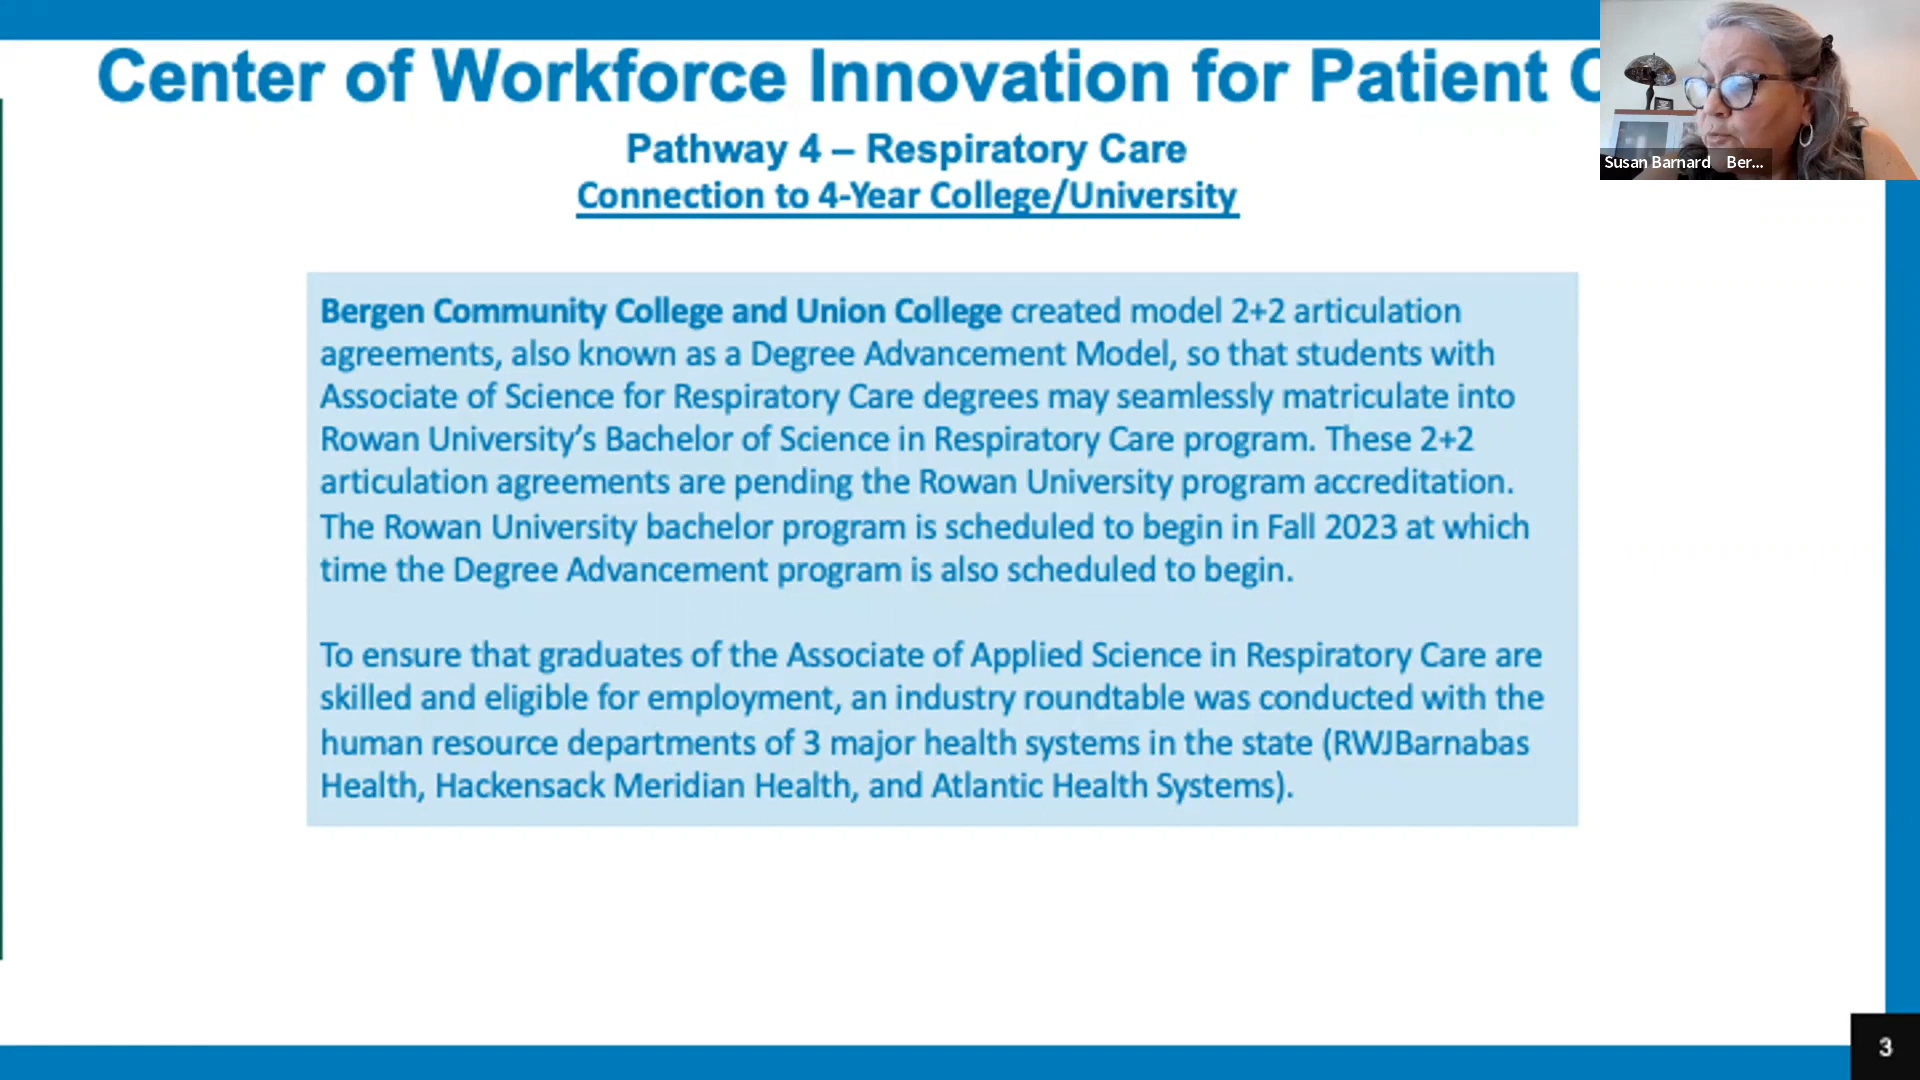 Center of Workforce Innovation for Patient
Pathway 4 – Respiratory Care
Connection to 4-Year College/University
Bergen Community College and Union College created model 2+2 articulation
agreements, also known as a Degree Advancement Model, so that students with
Associate of Science for Respiratory Care degrees may seamlessly matriculate into
Rowan University’s Bachelor of Science in Respiratory Care program. These 2+2
articulation agreements are pending the Rowan University program accreditation.
The Rowan University bachelor program is scheduled to begin in Fall 2023 at which
time the Degree Advancement program is also scheduled to begin.
To ensure that graduates of the Associate of Applied Science in Respiratory Care are
skilled and eligible for employment, an industry roundtable was conducted with the
human resource departments of 3 major health systems in the state (RWJBarnabas
Health, Hackensack Meridian Health, and Atlantic Health Systems).
Susan Barnard Ber...
3